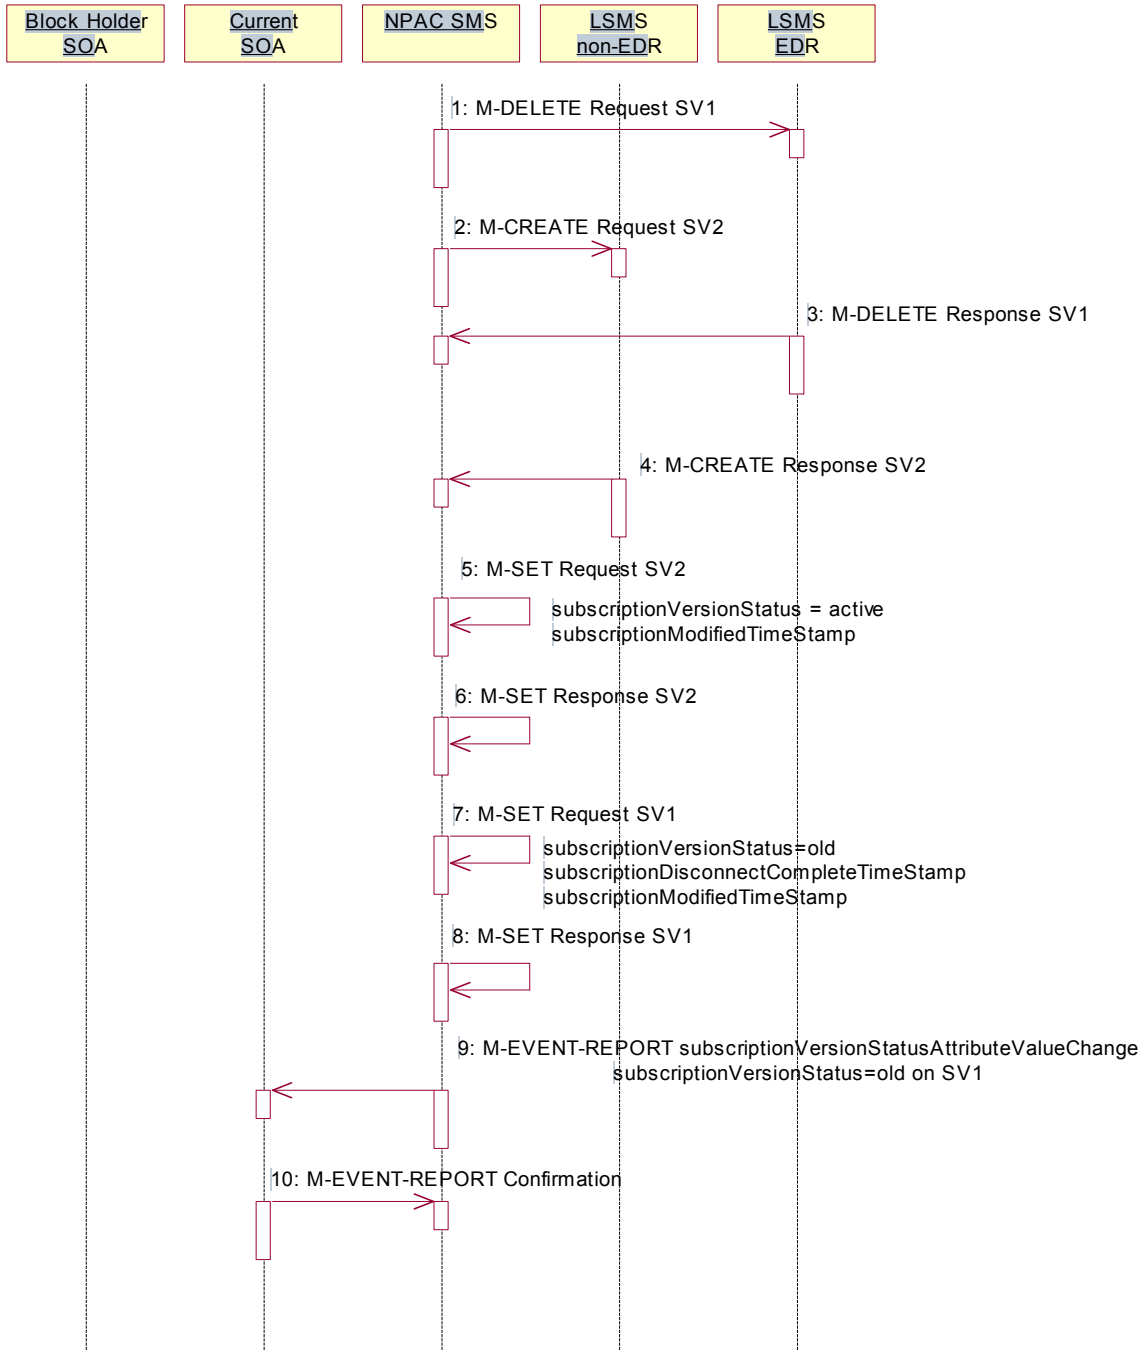 Block Holder
SOA
Current
SOA
NPAC SMS
LSMS
non-EDR
LSMS
EDR
1: M-DELETE Request SV1
2: M-CREATE Request SV2
3: M-DELETE Response SV1
4: M-CREATE Response SV2
5: M-SET Request SV2
subscriptionVersionStatus = active
subscriptionModifiedTimeStamp
6: M-SET Response SV2
7: M-SET Request SV1
subscriptionVersionStatus=old
subscriptionDisconnectCompleteTimeStamp
subscriptionModifiedTimeStamp
8: M-SET Response SV1
9: M-EVENT-REPORT subscriptionVersionStatusAttributeValueChange
subscriptionVersionStatus=old on SV1
10: M-EVENT-REPORT Confirmation